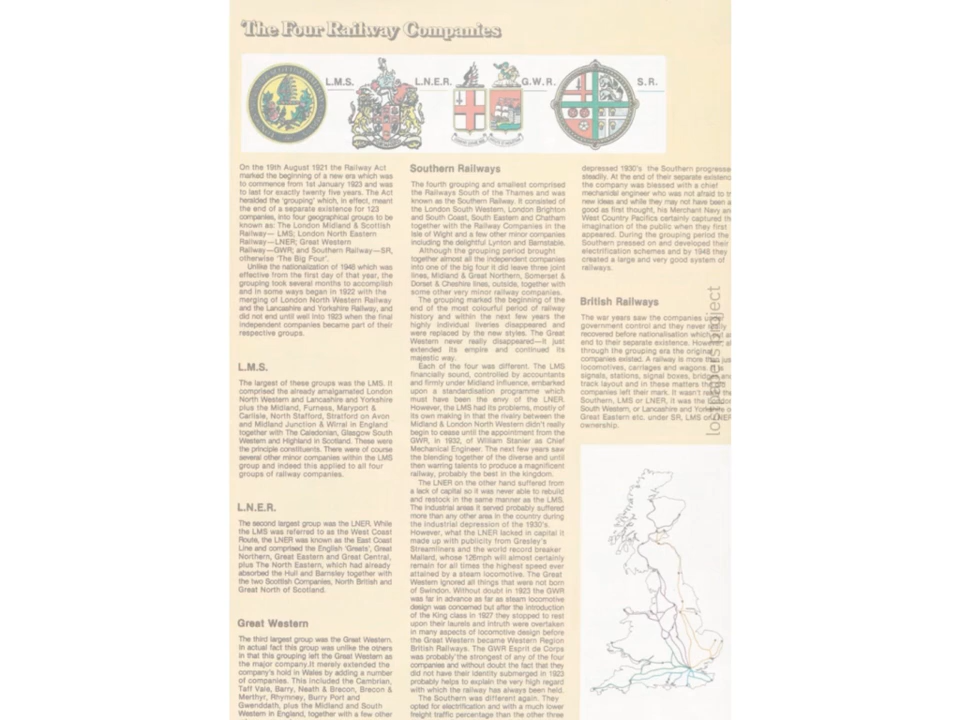 The Four Railway Companies
L.M.S.
L.N.E.R.
G.W.R.
S.R.
On the 19th August 1921 the Railway Act
marked the beginning of a new era which was
to commence from 1st January 1923 and was
to last for exactly twenty five years. The Act
heralded the 'grouping' which, in effect, meant
the end of a separate existence for 123
companies, into four geographical groups to be
known as: The London Midland & Scottish
Railway— LMS; London North Eastern
Railway—LNER; Great Western
Railway—GWR; and Southern Railway—SR,
otherwise 'The Big Four'.
Unlike the nationalization of 1948 which was
effective from the first day of that year, the
grouping took several months to accomplish
and in some ways began in 1922 with the
merging of London North Western Railway
and the Lancashire and Yorkshire Railway, and
did not end until well into 1923 when the final
independent companies became part of their
respective groups.
L.M.S.
The largest of these groups was the LMS. It
comprised the already amalgamated London
North Western and Lancashire and Yorkshire
plus the Midland, Furness, Maryport &
Carlisle, North Stafford, Stratford on Avon
and Midland Junction & Wirral in England
together with The Caledonian, Glasgow South
Western and Highland in Scotland. These were
the principle constituents. There were of course
several other minor companies within the LMS
group and indeed this applied to all four
groups of railway companies.
L.N.E.R.
The second largest group was the LNER. While
the LMS was referred to as the West Coast
Route, the LNER was known as the East Coast
Line and comprised the English 'Greats', Great
Northern, Great Eastern and Great Central,
plus The North Eastern, which had already
absorbed the Hull and Barnsley together with
the two Scottish Companies, North British and
Great North of Scotland.
Great Western
The third largest group was the Great Western.
In actual fact this group was unlike the others
in that this grouping left the Great Western as
the major company.It merely extended the
company's hold in Wales by adding a number
of companies. This included the Cambrian,
Taff Vale, Barry, Neath & Brecon, Brecon &
Merthyr, Rhymney, Burry Port and
Gwenddath, plus the Midland and South
Western in England, together with a few other
Southern Railways
The fourth grouping and smallest comprised
the Railways South of the Thames and was
known as the Southern Railway. It consisted of
the London South Western, London Brighton
and South Coast, South Eastern and Chatham
together with the Railway Companies in the
Isle of Wight and a few other minor companies
including the delightful Lynton and Barnstable.
Although the grouping period brought
together almost all the independent companies
into one of the big four it did leave three joint
lines, Midland & Great Northern, Somerset &
Dorset & Cheshire lines, outside, together with
some other very minor railway companies.
The grouping marked the beginning of the
end of the most colourful period of railway
history and within the next few years the
highly individual liveries disappeared and
were replaced by the new styles. The Great
Western never really disappeared—it just
extended its empire and continued its
majestic way.
Each of the four was different. The LMS
financially sound, controlled by accountants
and firmly under Midland influence, embarked
upon a standardisation programme which
must have been the envy of the LNER.
However, the LMS had its problems, mostly of
its own making in that the rivalry between the
Midland & London North Western didn't really
begin to cease until the appointment from the
GWR, in 1932, of William Stanier as Chief
Mechanical Engineer. The next few years saw
the blending together of the diverse and until
then warring talents to produce a magnificent
railway, probably the best in the kingdom.
The LNER on the other hand suffered from
a lack of capital so it was never able to rebuild
and restock in the same manner as the LMS.
The industrial areas it served probably suffered
more than any other area in the country during
the industrial depression of the 1930's.
However, what the LNER lacked in capital it
made up with publicity from Gresley's
Streamliners and the world record breaker
Mallard, whose 126mph will almost certainly
remain for all times the highest speed ever
attained by a steam locomotive. The Great
Western ignored all things that were not born
of Swindon. Without doubt in 1923 the GWR
was far in advance as far as steam locomotive
design was concerned but after the introduction
of the King class in 1927 they stopped to rest
upon their laurels and intruth were overtaken
in many aspects of locomotive design before
the Great Western became Western Region
British Railways. The GWR Esprit de Corps
was probably the strongest of any of the four
companies and without doubt the fact that they
did not have their identity submerged in 1923
probably helps to explain the very high regard
with which the railway has always been held.
The Southern was different again. They
opted for electrification and with a much lower
freight traffic percentage than the other three
depressed 1930's the Southern progresse
steadily. At the end of their separate existenc
the company was blessed with a chief
mechanical engineer who was not afraid to tr
new ideas and while they may not have been a
good as first thought, his Merchant Navy an
West Country Pacifics certainly captured th
imagination of the public when they first
appeared. During the grouping period the
Southern pressed on and developed their
electrification schemes and by 1948 they
created a large and very good system of
railways.
British Railways
The war years saw the companies
government control and they never
recovered before nationalisation
end to their separate existence.
through the grouping era the original
companies existed. A railway is more
locomotives, carriages and wagons.
signals, stations, signal boxes,
track layout and in these matters the
companies left their mark. It wasn't
Southern, LMS or LNER, it was the
South Western, or Lancashire and
Great Eastern etc. under SR, LMS or LNER
ownership.